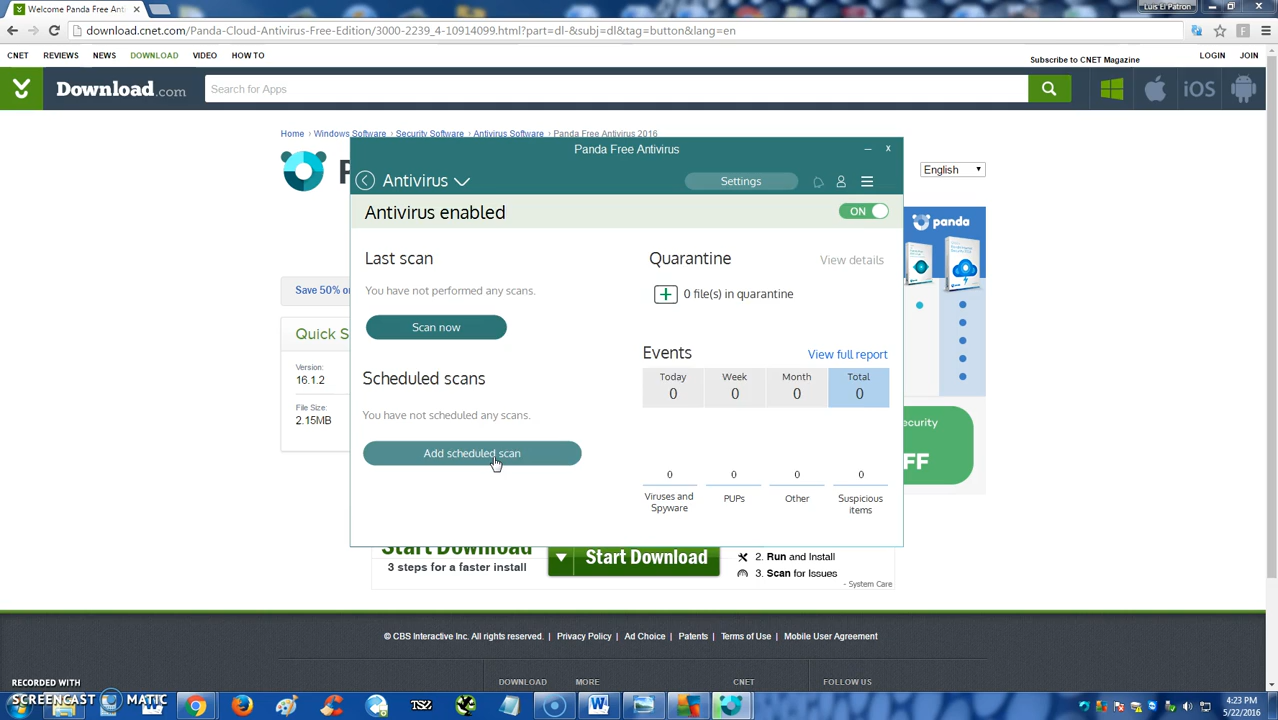 Welcome Panda Free Ant
Luis El Patron
download.cnet.com/Panda-Cloud-Antivirus-Free-Edition/3000-2239_4-10914099.html?part=dl-&subj=dl&tag=button&lang=en
CNET REVIEWS NEWS DOWNLOAD VIDEO HOW TO
Subscribe to CNET Magazine LOGIN JOIN
Download.com
Search for Apps
iOS
Home › Windows Software › Security Software › Antivirus Software › Panda Free Antivirus 2016
English
Panda Free Antivirus
Antivirus
Settings
Antivirus enabled
ON
panda
Last scan
You have not performed any scans.
Scan now
Quarantine
View details
0 file(s) in quarantine
Save 50% o
Quick S
Version:
16.1.2
File Size:
2.15MB
Events
View full report
Today Week Month Total
0 0 0 0
Scheduled scans
You have not scheduled any scans.
Add scheduled scan
0 0 0 0
Viruses and Spyware
PUPs
Other
Suspicious items
ecurity
FF
Start Download
3 steps for a faster install
Start Download
2. Run and Install
3. Scan for Issues
- System Care
© CBS Interactive Inc. All rights reserved. | Privacy Policy | Ad Choice | Patents | Terms of Use | Mobile User Agreement
DOWNLOAD MORE CNET FOLLOW US
RECORDED WITH
SCREENCAST MATIC
TSZ
4:23 PM
5/22/2016